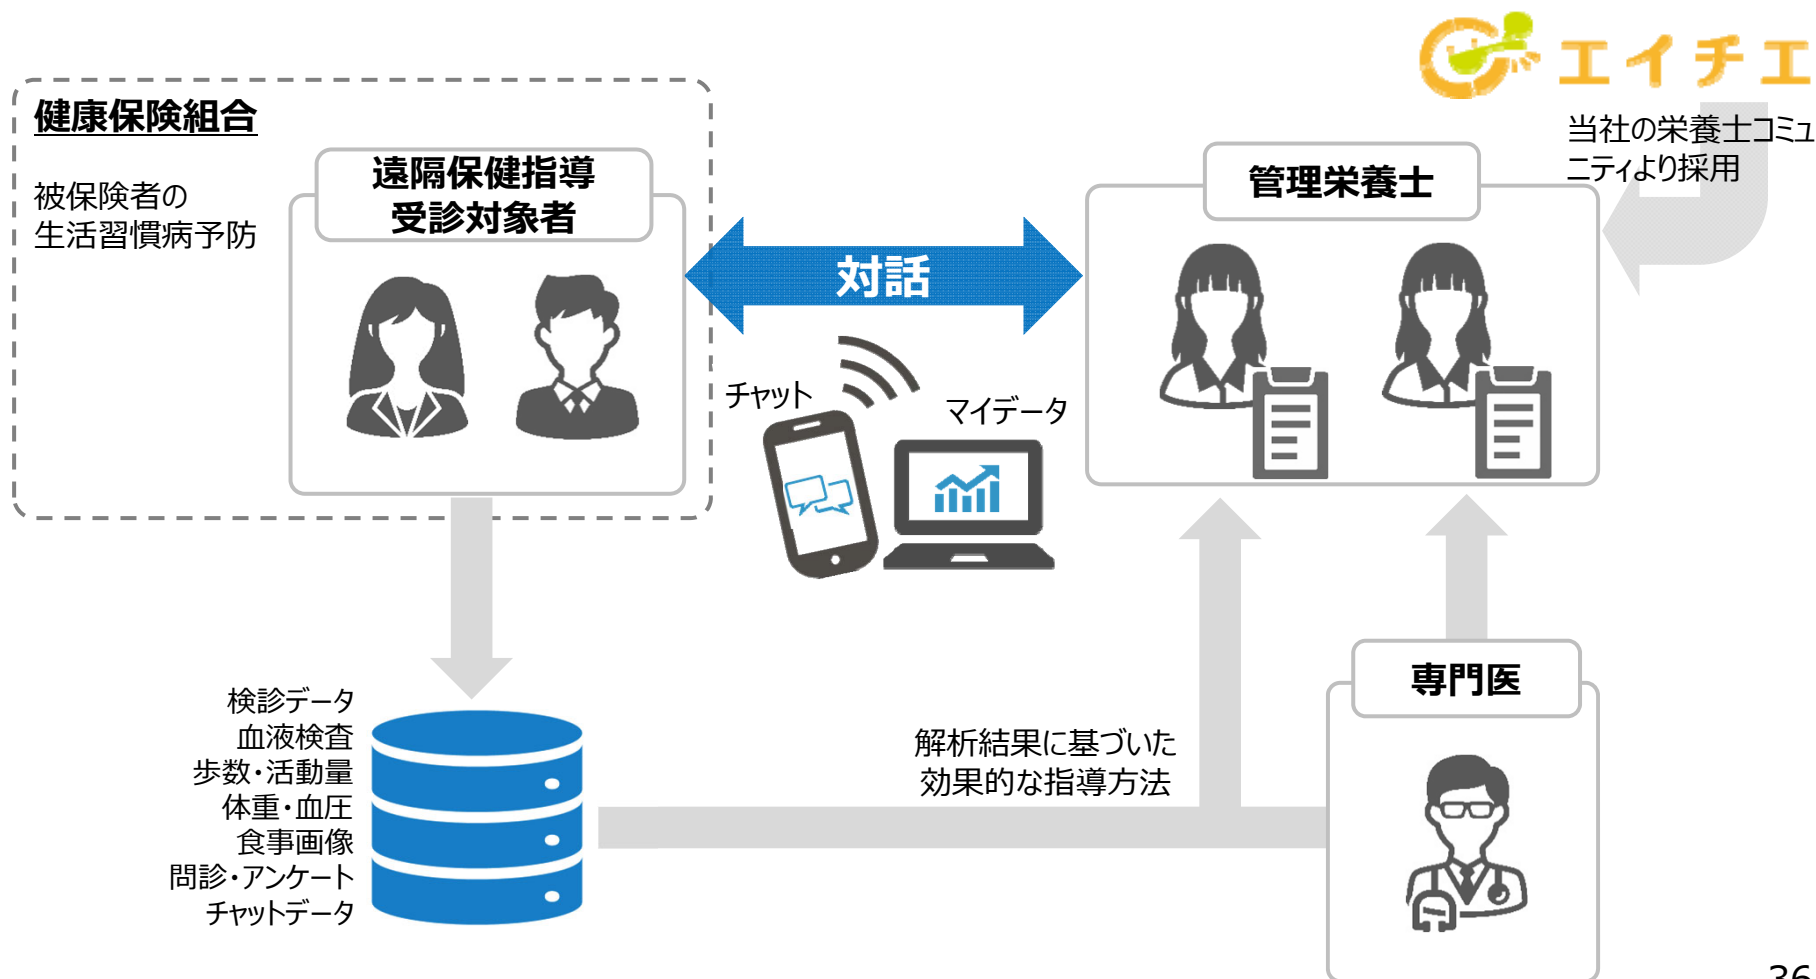 エイチエ
当社の栄養士コミュ
ニティより採用
健康保険組合
被保険者の
生活習慣病予防
遠隔保健指導
受診対象者
対話
管理栄養士
チャット
マイデータ
専門医
検診データ
血液検査
歩数・活動量
体重・血圧
食事画像
問診・アンケート
チャットデータ
解析結果に基づいた
効果的な指導方法
36